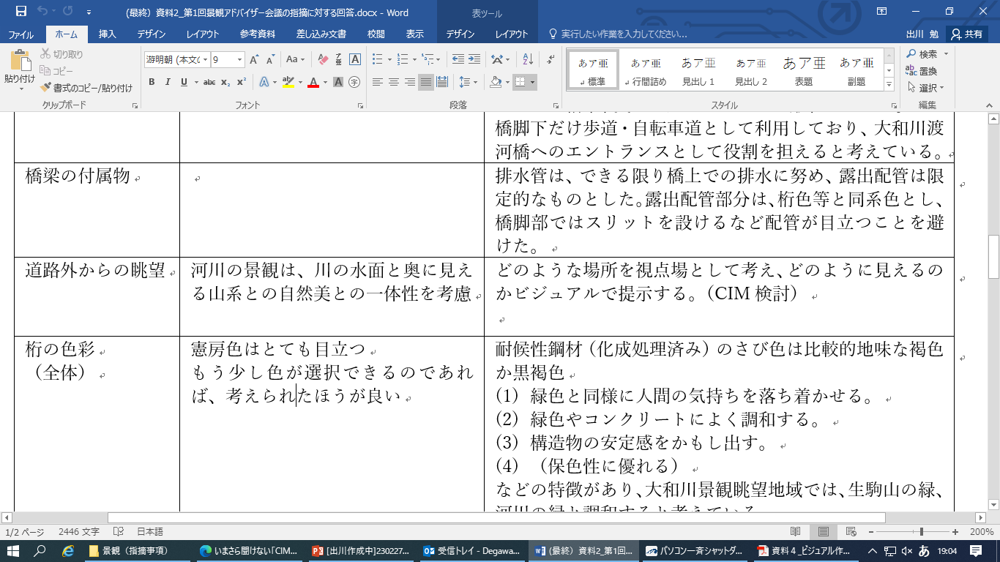 (最終）資料2_第1回景観アドバイザー会議の指摘に対する回答.docx - Word
表ツール
ファイル ホーム 挿入 デザイン レイアウト 参考資料 差し込み文書 校閲 表示 デザイン レイアウト 実行したい作業を入力してください... 出川 勉 共有
貼り付け
切り取り
コピー
書式のコピー/貼り付け
クリップボード
游明朝 (本文の 9
フォント
段落
あア亜 あア亜 あア亜 あア亜 あア亜 あア亜
標準 行間詰め 見出し 1 見出し 2 表題 副題
スタイル
検索
置換
選択
編集
橋脚下だけ歩道・自転車道として利用しており、大和川渡
河橋へのエントランスとして役割を担えると考えている。
橋梁の付属物
排水管は、できる限り橋上での排水に努め、露出配管は限
定的なものとした。露出配管部分は、桁色等と同系色とし、
橋脚部ではスリットを設けるなど配管が目立つことを避
けた。
道路外からの眺望
河川の景観は、川の水面と奥に見え
る山系との自然美との一体性を考慮
どのような場所を視点場として考え、どのように見えるの
かビジュアルで提示する。（CIM 検討）
桁の色彩
（全体）
憲房色はとても目立つ
もう少し色が選択できるのであれ
ば、考えられたほうが良い
耐候性鋼材（化成処理済み）のさび色は比較的地味な褐色
か黒褐色
（1）緑色と同様に人間の気持ちを落ち着かせる。
（2）緑色やコンクリートによく調和する。
（3）構造物の安定感をかもし出す。
（4）（保色性に優れる）
などの特徴があり、大和川景観眺望地域では、生駒山の緑、
河川の緑と調和すると考えている
1/2 ページ 2446 文字 日本語 200%
景観（指摘事項） いまさら聞けない「CIM... [出川作成中]230227... 受信トレイ - Degawa... (最終）資料2_第1回... パソコン一斉シャットダ... 資料４_ビジュアル作... あ 19:04